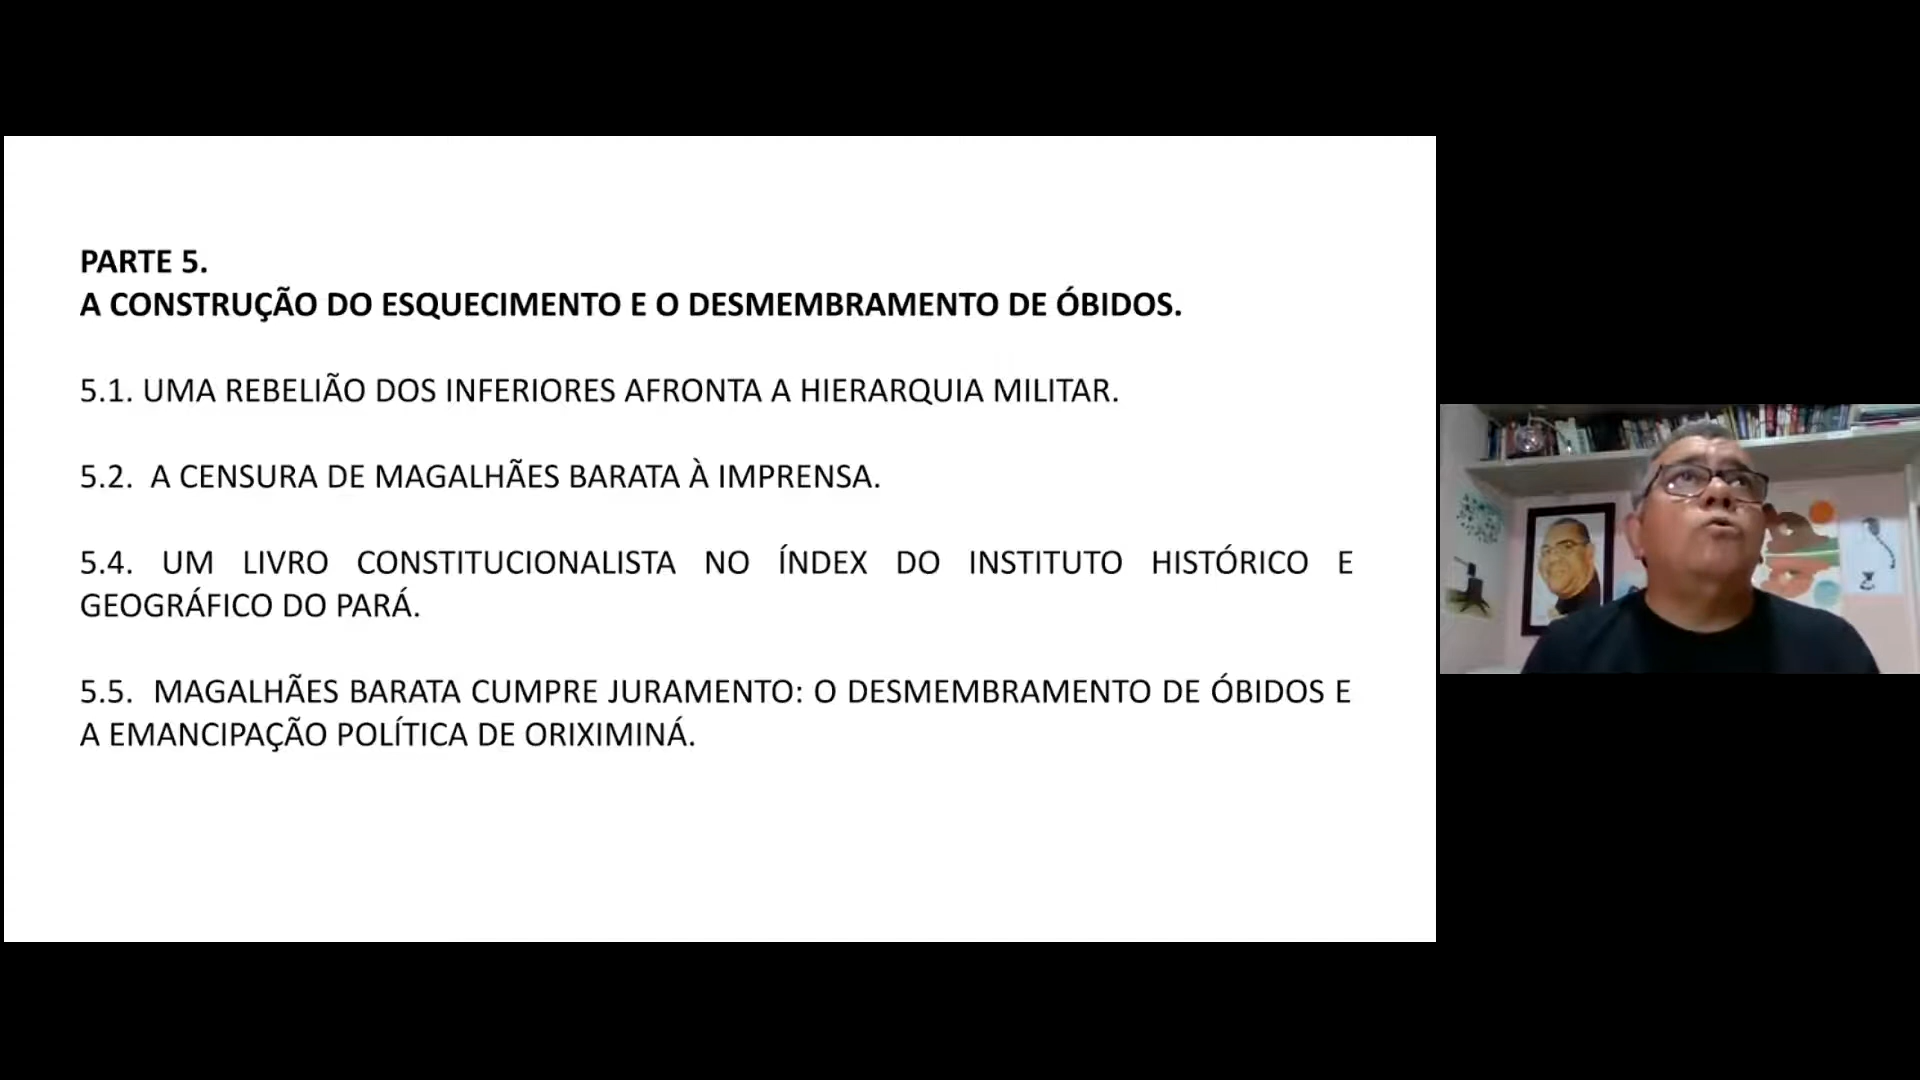 PARTE 5.
A CONSTRUÇÃO DO ESQUECIMENTO E O DESMEMBRAMENTO DE ÓBIDOS.
5.1. UMA REBELIÃO DOS INFERIORES AFRONTA A HIERARQUIA MILITAR.
5.2. A CENSURA DE MAGALHÃES BARATA À IMPRENSA.
5.4. UM LIVRO CONSTITUCIONALISTA NO ÍNDEX DO INSTITUTO HISTÓRICO E
GEOGRÁFICO DO PARÁ.
5.5. MAGALHÃES BARATA CUMPRE JURAMENTO: O DESMEMBRAMENTO DE ÓBIDOS E
A EMANCIPAÇÃO POLÍTICA DE ORIXIMINÁ.